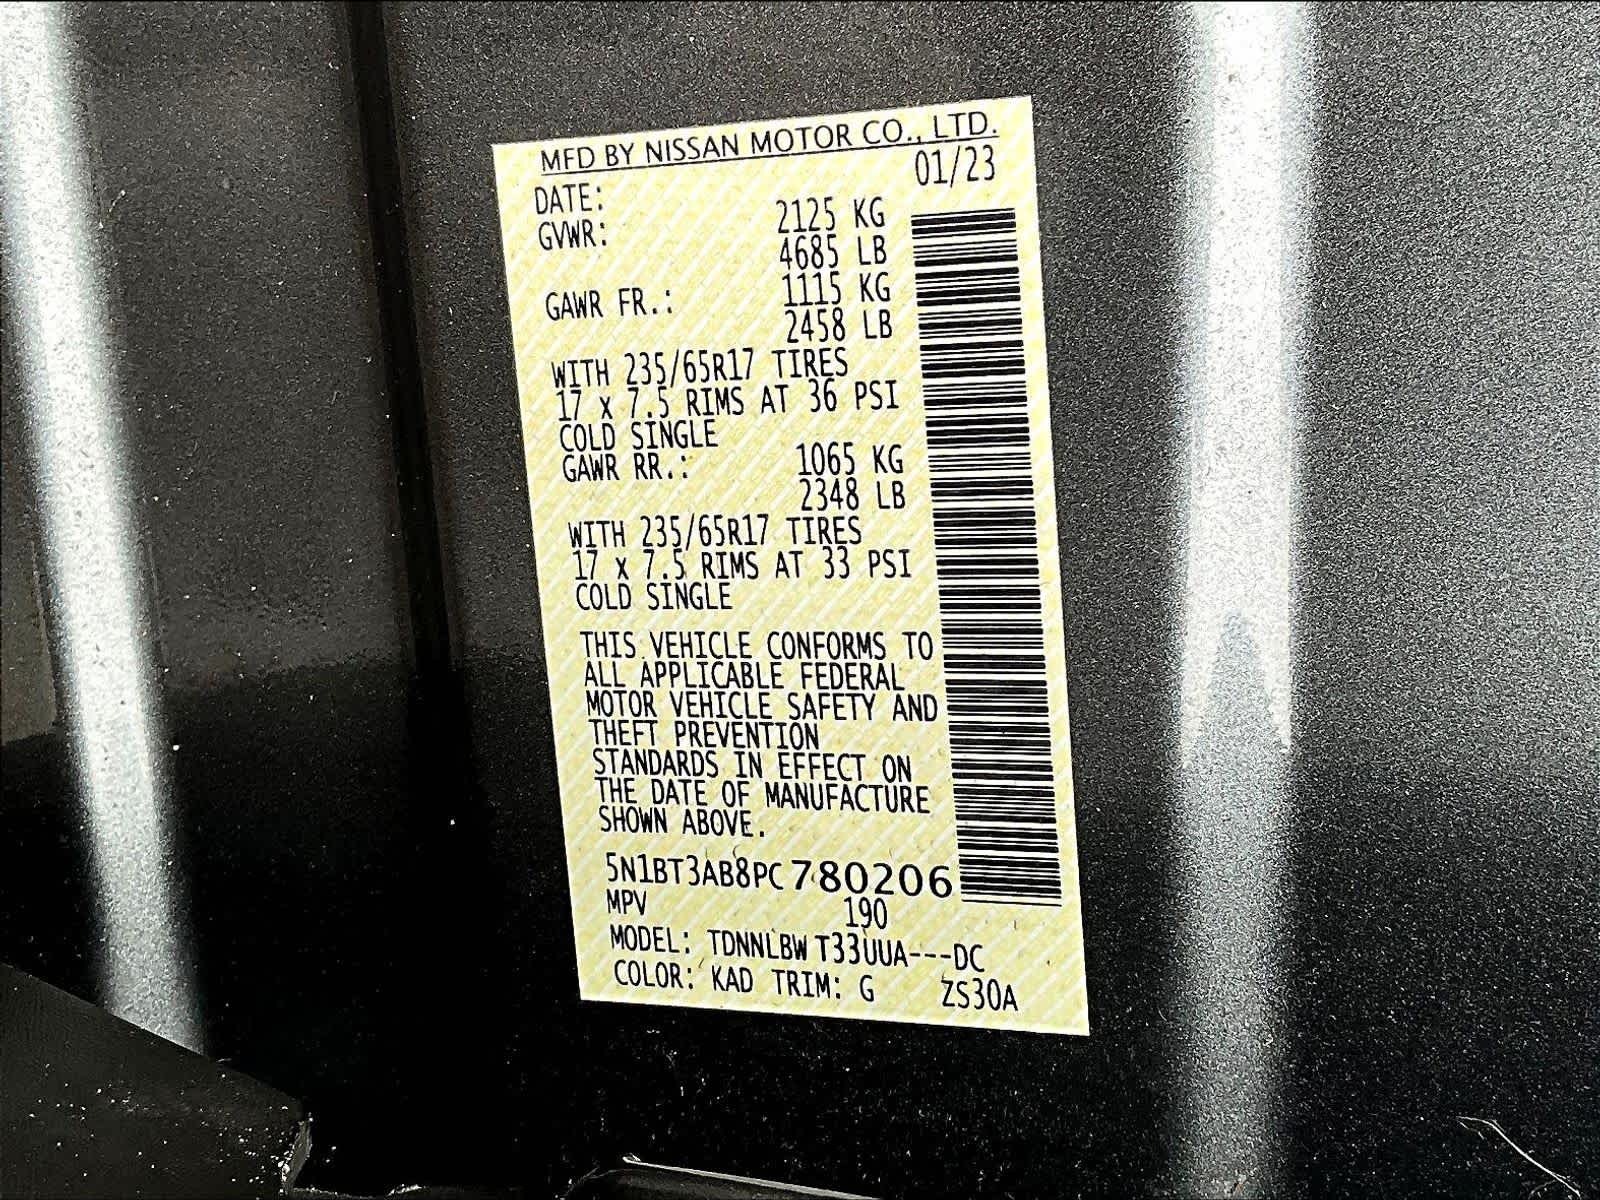 MFD BY NISSAN MOTOR CO., LTD.
DATE: 01/23
GVWR: 2125 KG
4685 LB
GAWR FR.: 1115 KG
2458 LB
WITH 235/65R17 TIRES
17 x 7.5 RIMS AT 36 PSI
COLD SINGLE
GAWR RR.: 1065 KG
2348 LB
WITH 235/65R17 TIRES
17 x 7.5 RIMS AT 33 PSI
COLD SINGLE
THIS VEHICLE CONFORMS TO
ALL APPLICABLE FEDERAL
MOTOR VEHICLE SAFETY AND
THEFT PREVENTION
STANDARDS IN EFFECT ON
THE DATE OF MANUFACTURE
SHOWN ABOVE.
5N1BT3AB8PC780206
MPV 190
MODEL: TDNNLBW T33UUA---DC
COLOR: KAD TRIM: G ZS30A